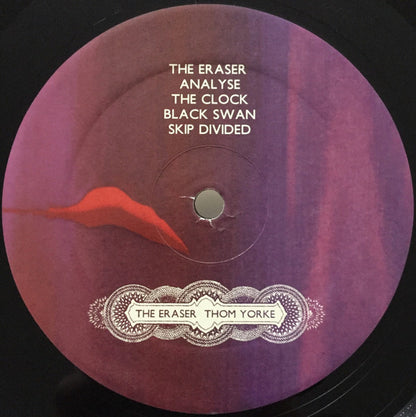 THE ERASER
ANALYSE
THE CLOCK
BLACK SWAN
SKIP DIVIDED
THE ERASER THOM YORKE